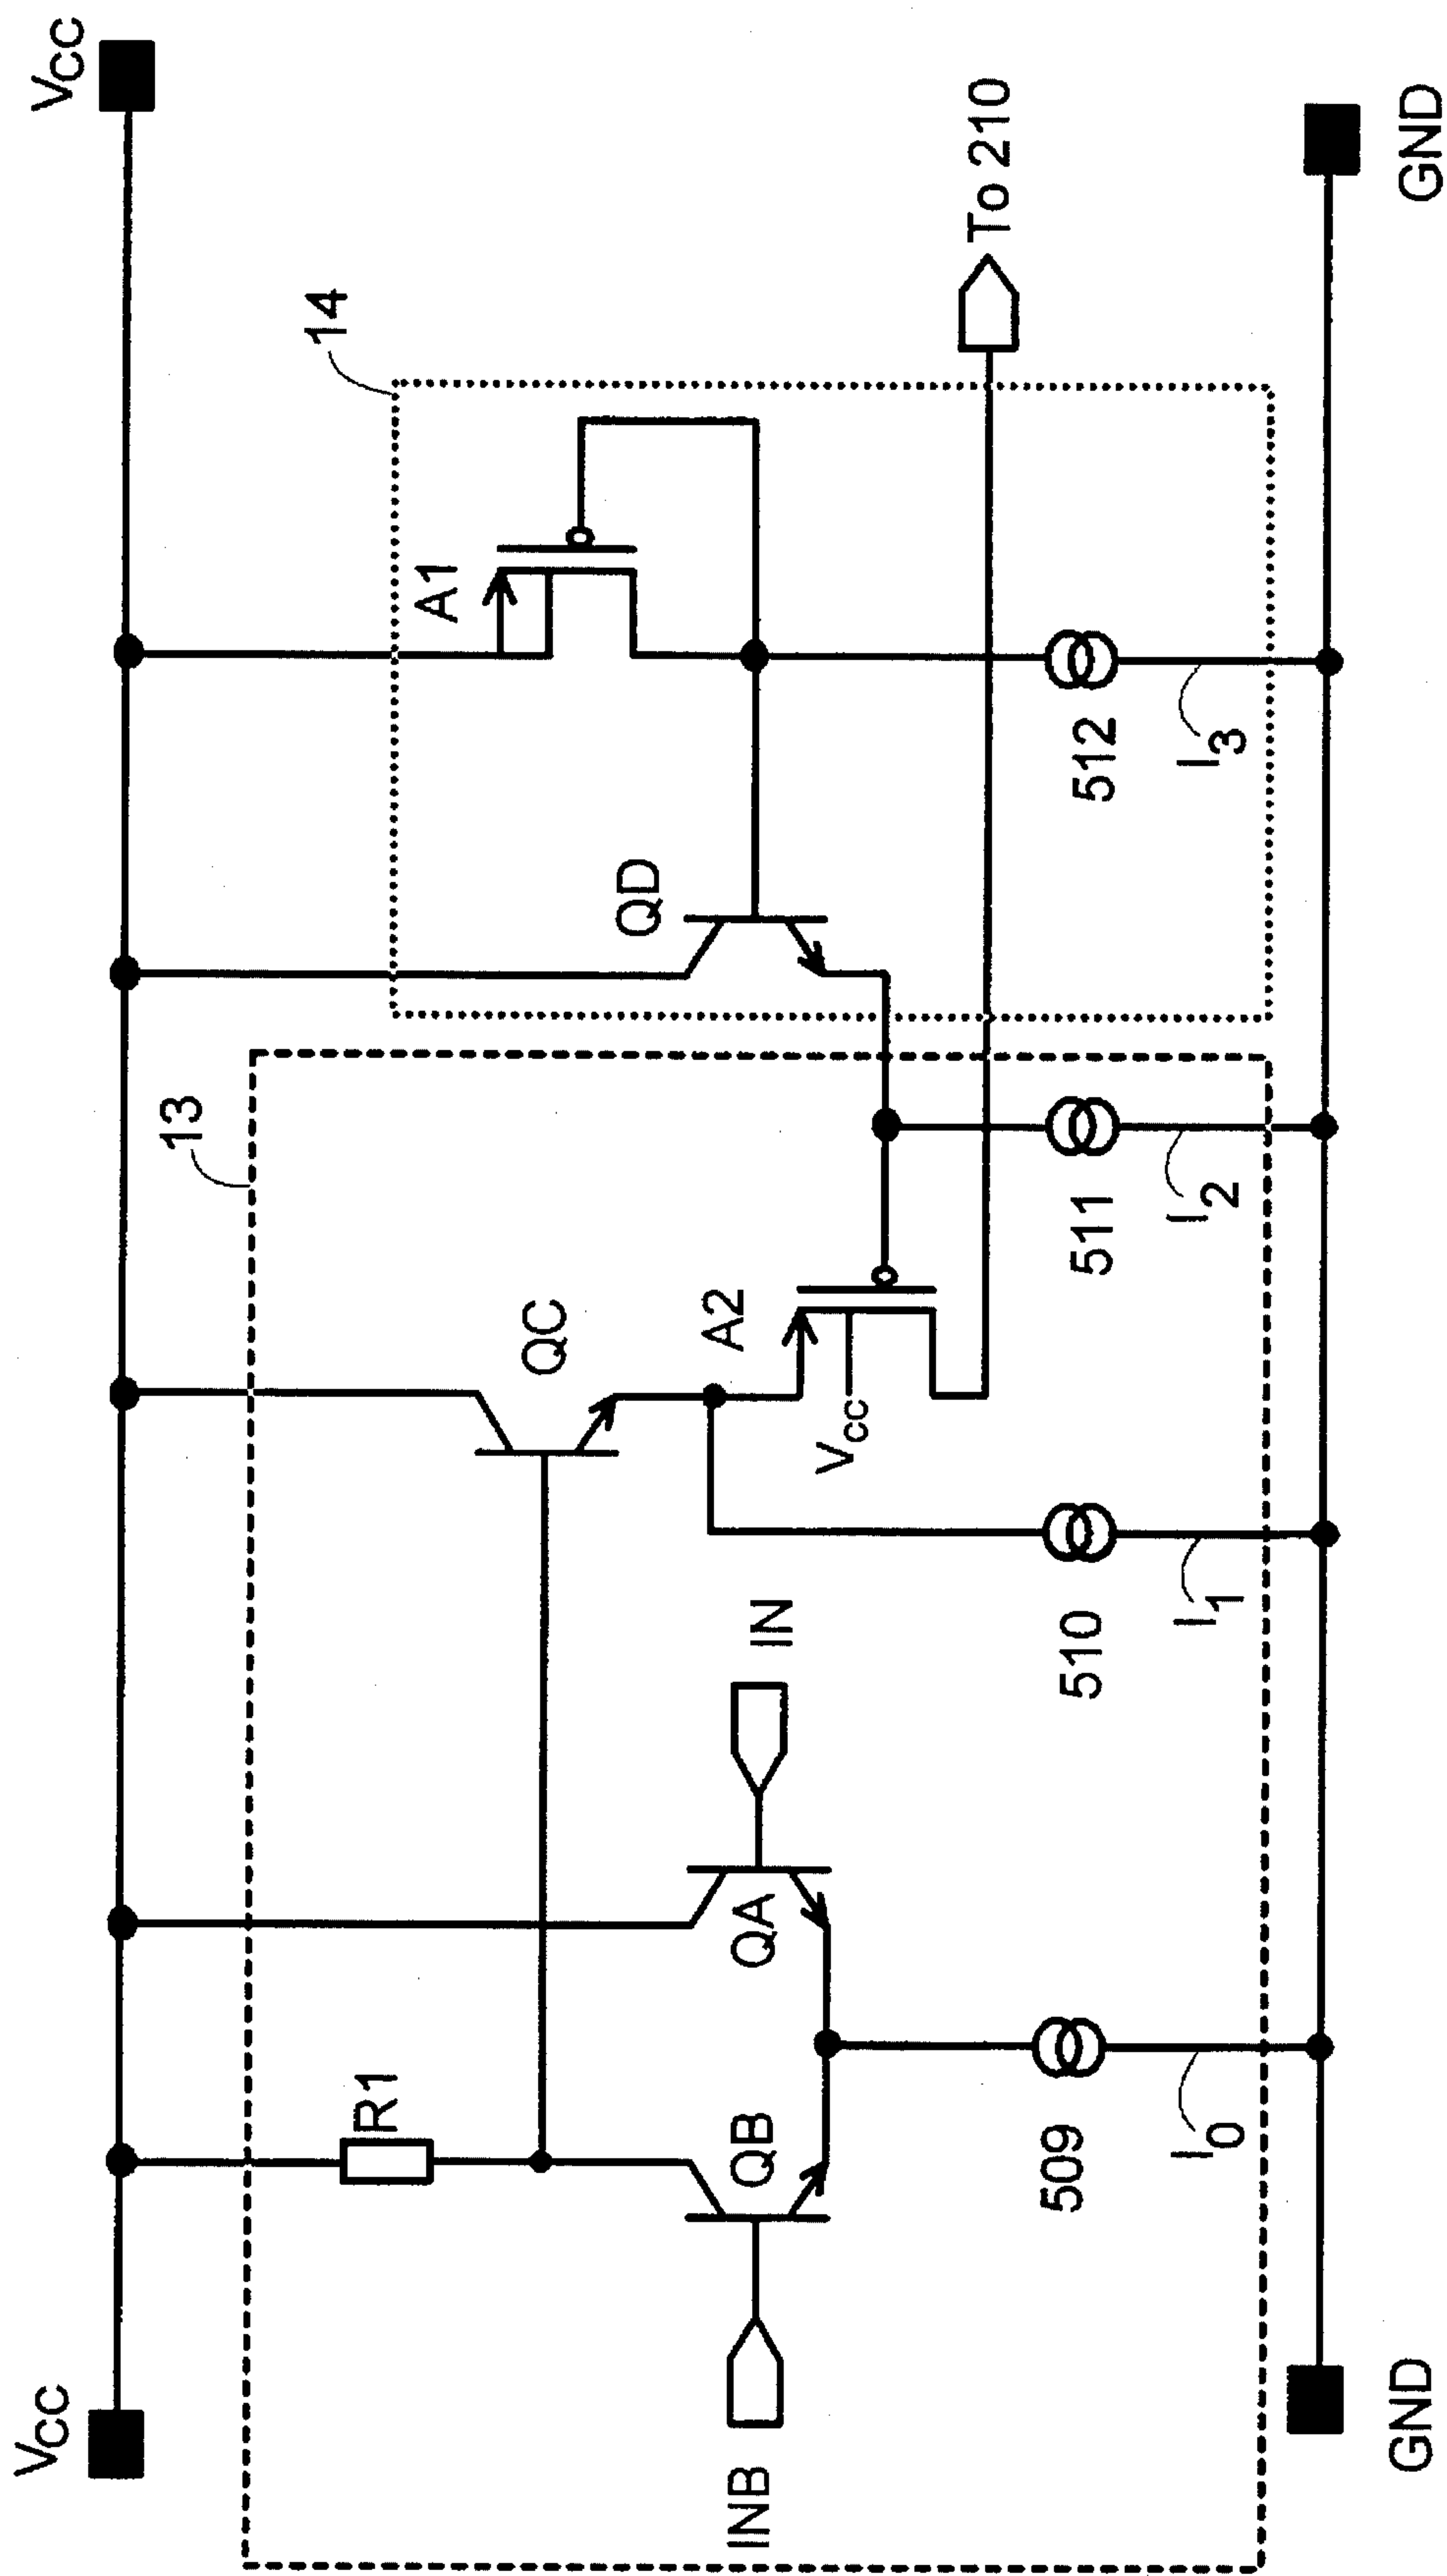 VCC
VCC
14
13
A1
R1
QC
QD
A2
VCC
To 210
QB
QA
IN
INB
509
510
511
512
I0
I1
I2
I3
GND
GND